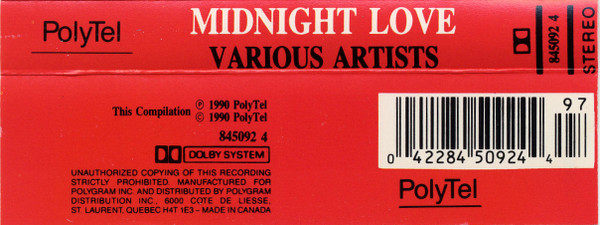 PolyTel
MIDNIGHT LOVE
VARIOUS ARTISTS
845092 4
STEREO
This Compilation ℗ 1990 PolyTel
© 1990 PolyTel
845092 4
DOLBY SYSTEM
UNAUTHORIZED COPYING OF THIS RECORDING
STRICTLY PROHIBITED. MANUFACTURED FOR
POLYGRAM INC. AND DISTRIBUTED BY POLYGRAM
DISTRIBUTION INC., 6000 COTE DE LIESSE,
ST. LAURENT, QUEBEC H4T 1E3 – MADE IN CANADA
97
0 42284 50924 4
PolyTel